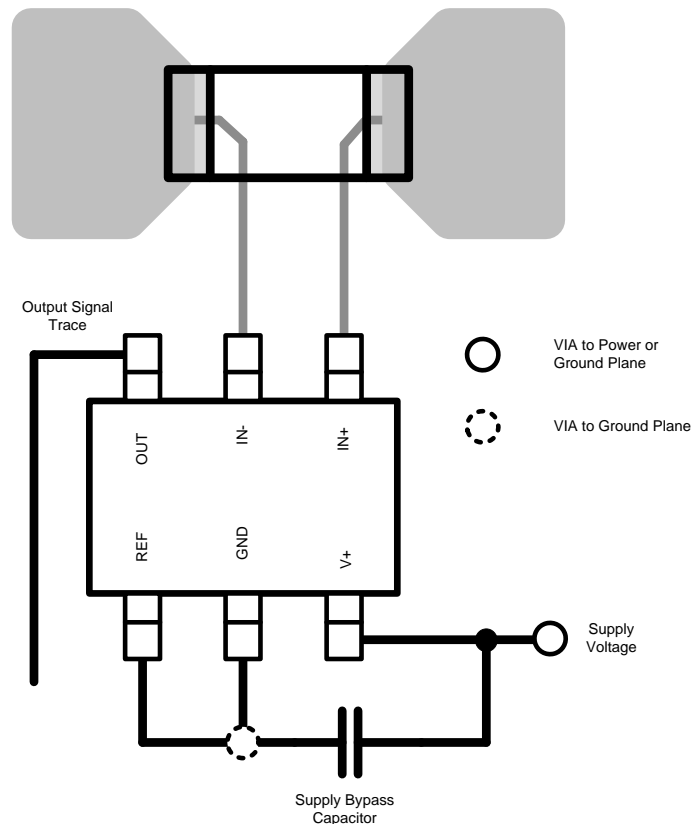 Output Signal
Trace
VIA to Power or
Ground Plane
VIA to Ground Plane
OUT
IN-
IN+
REF
GND
V+
Supply
Voltage
Supply Bypass
Capacitor